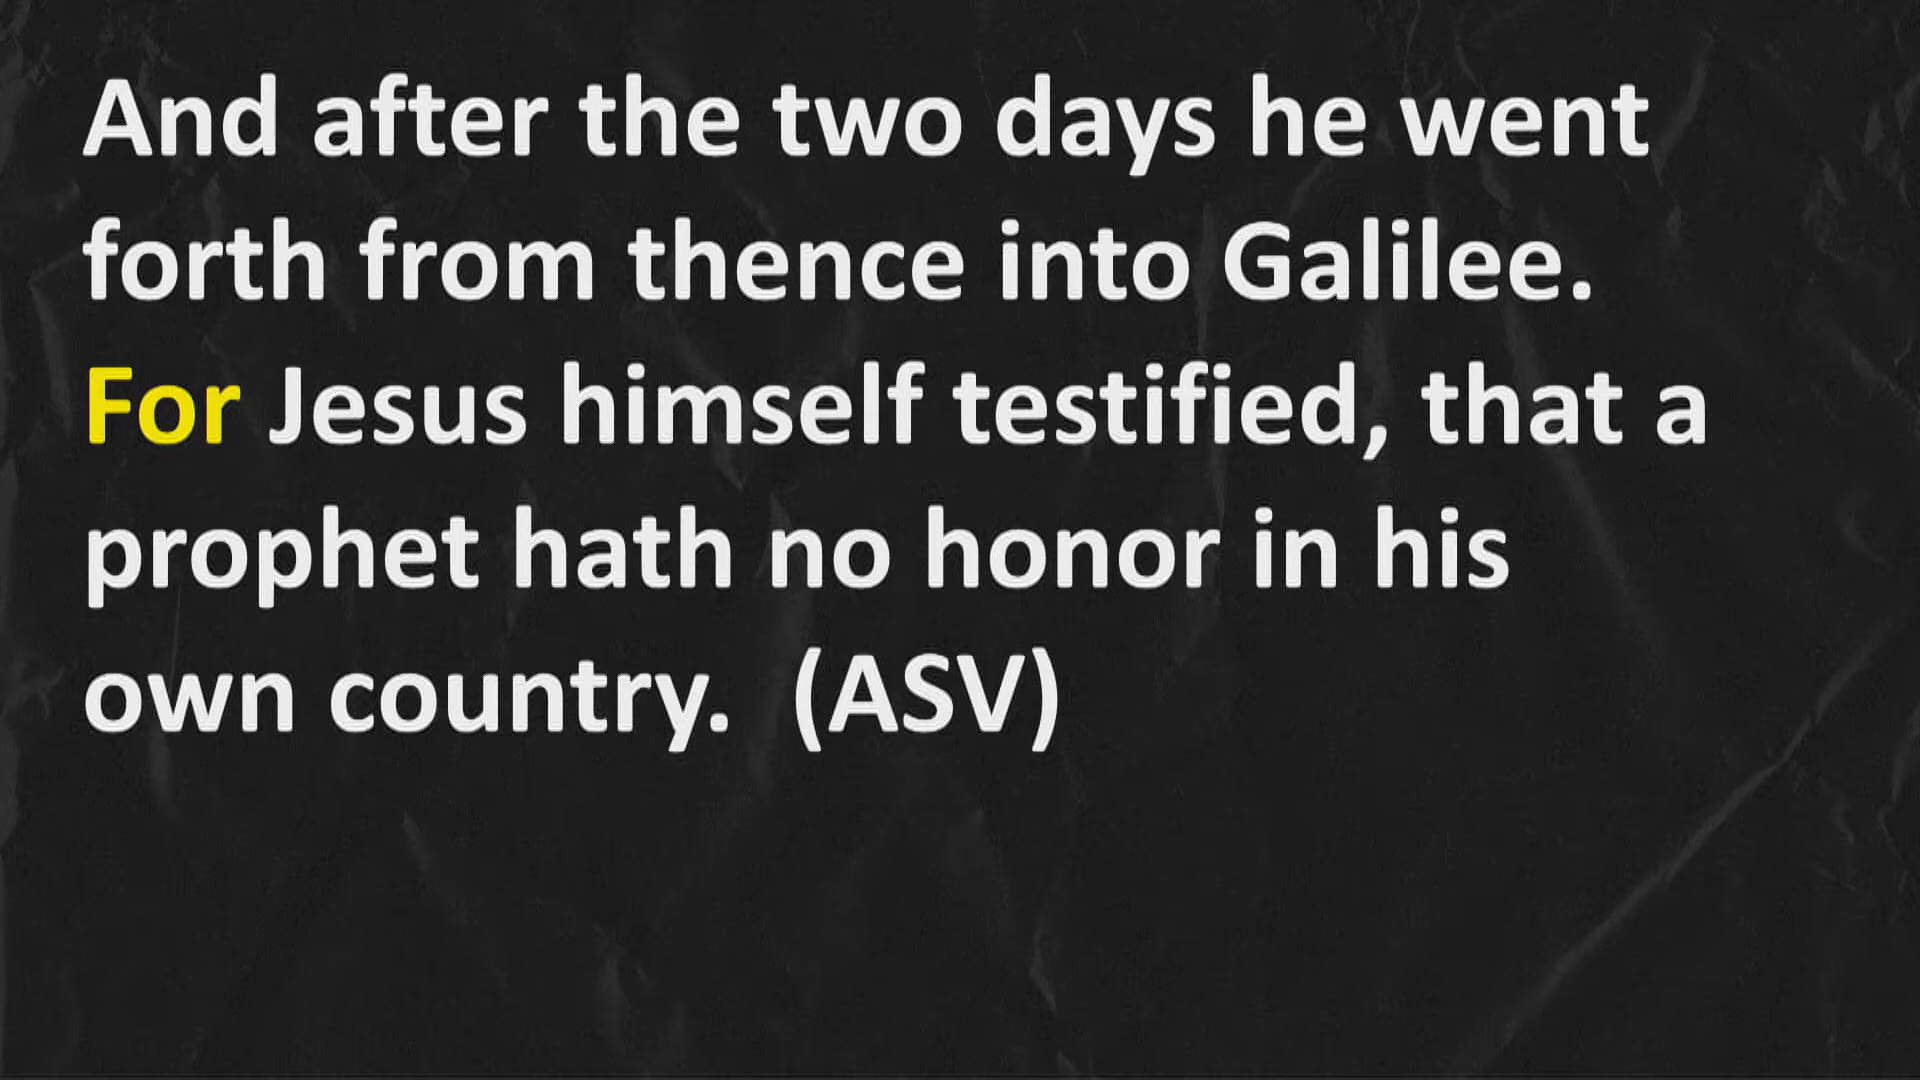 And after the two days he went
forth from thence into Galilee.
For Jesus himself testified, that a
prophet hath no honor in his
own country.  (ASV)